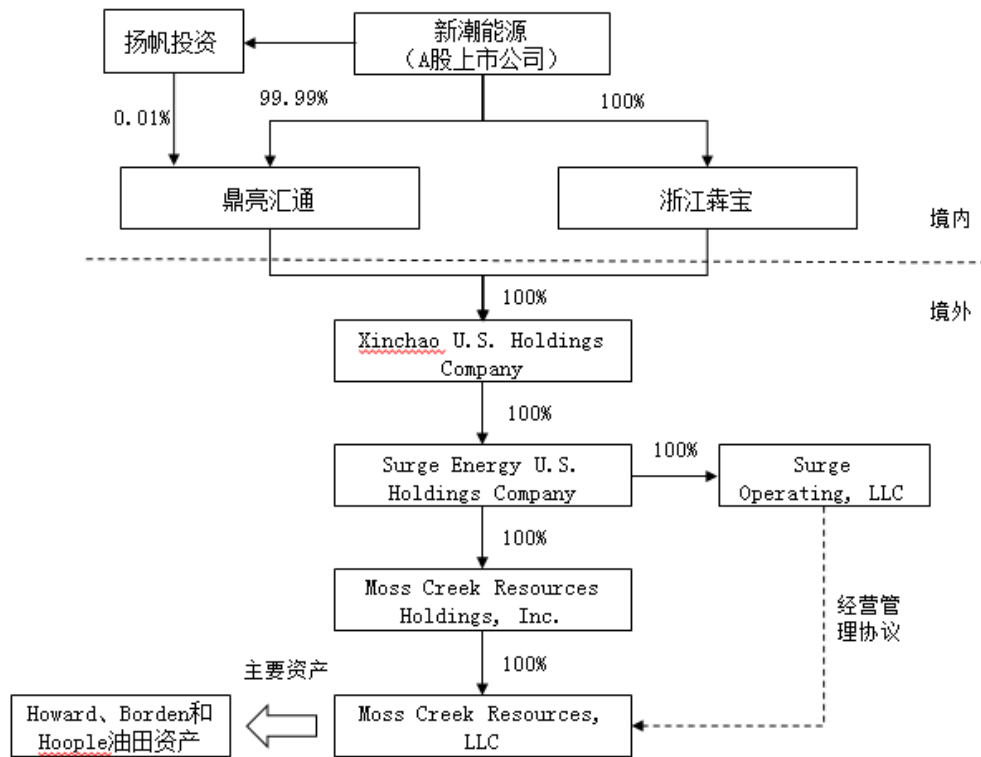 扬帆投资
新潮能源
（A股上市公司）
0.01%
99.99%
100%
鼎亮汇通
浙江犇宝
境内
境外
100%
Xinchao U.S. Holdings
Company
100%
Surge Energy U.S.
Holdings Company
100%
Surge
Operating, LLC
100%
Moss Creek Resources
Holdings, Inc.
经营管
理协议
100%
主要资产
Howard、Borden和
Hoople油田资产
Moss Creek Resources,
LLC